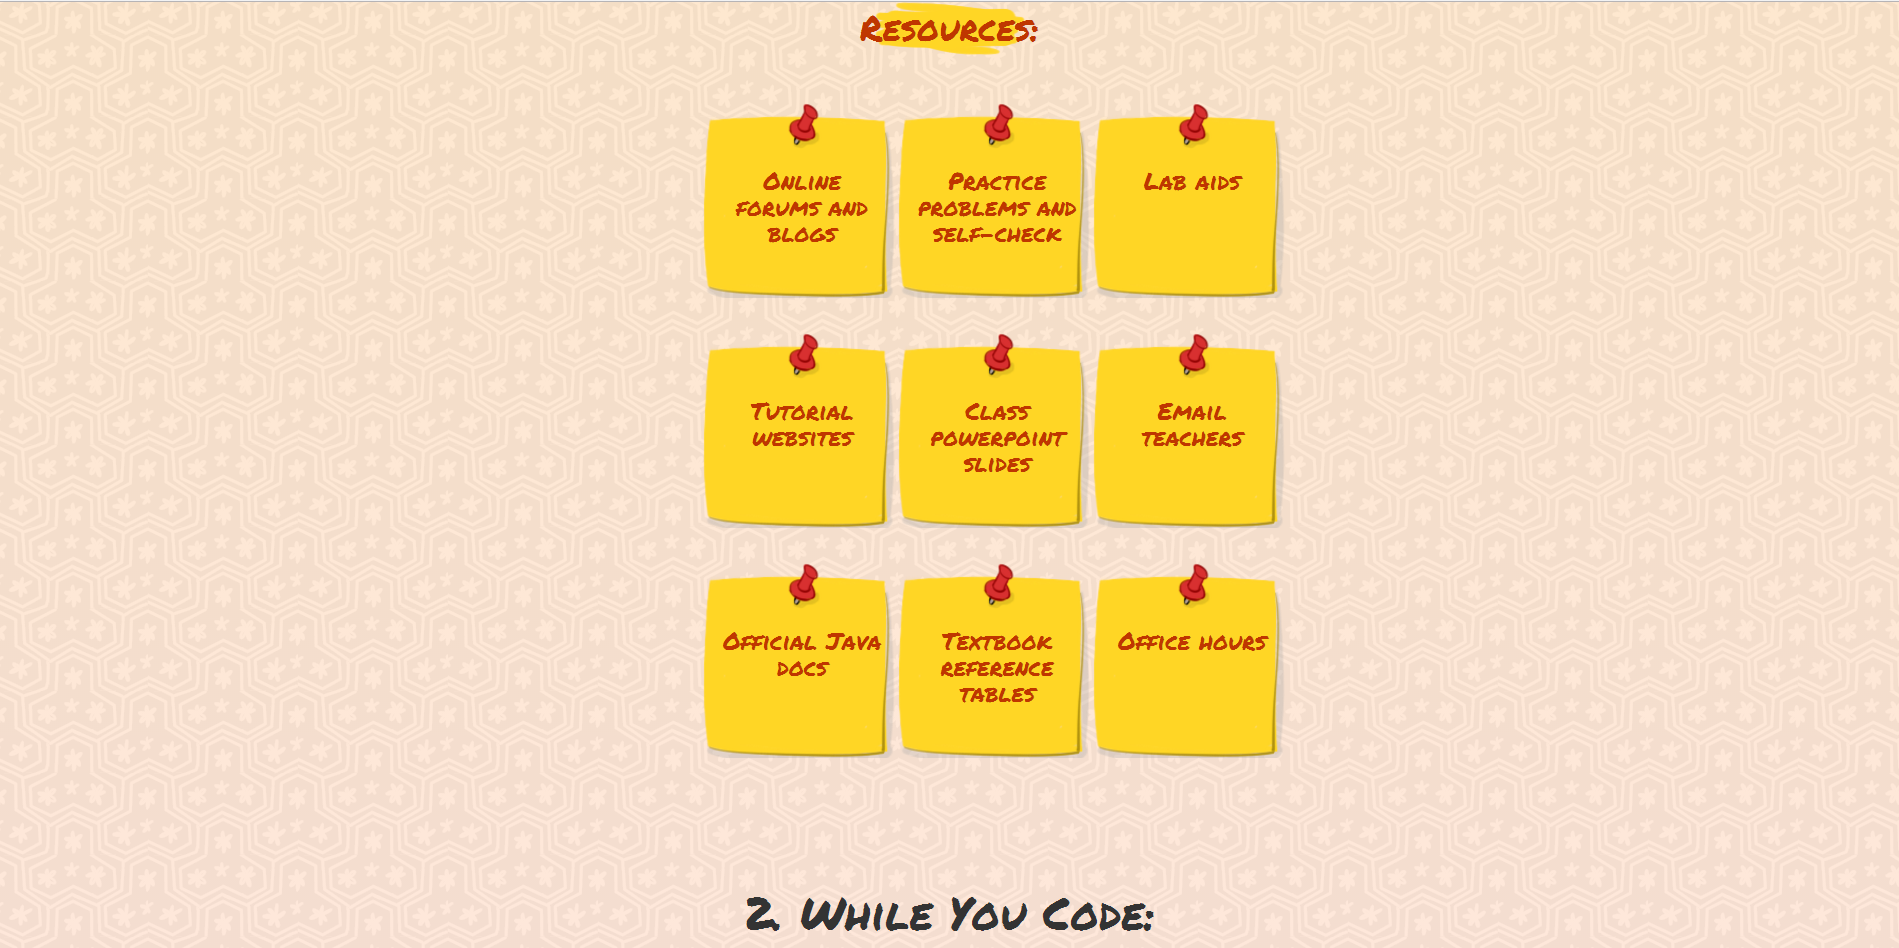 Resources:
Online
forums and
blogs
Practice
problems and
self-check
Lab aids
Tutorial
websites
Class
powerpoint
slides
Email
teachers
Official Java
docs
Textbook
reference
tables
Office hours
2. While You Code: